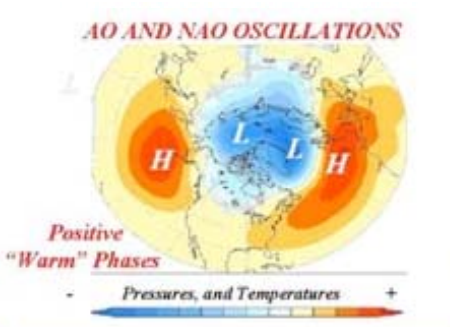 AO AND NAO OSCILLATIONS
L
L
H
H
Positive
"Warm" Phases
- Pressures, and Temperatures +